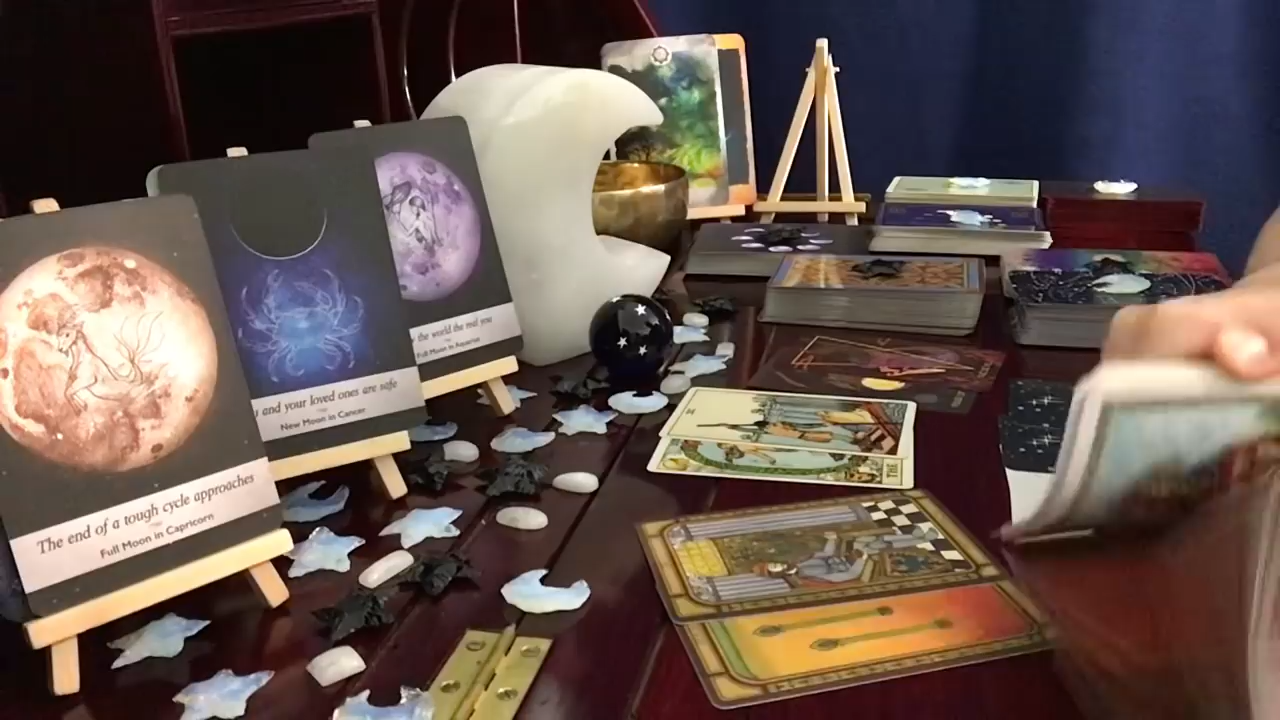 The end of a tough cycle approaches
Full Moon in Capricorn
and your loved ones are safe
New Moon in Cancer
the world the real you
Full Moon in Aquarius
THE